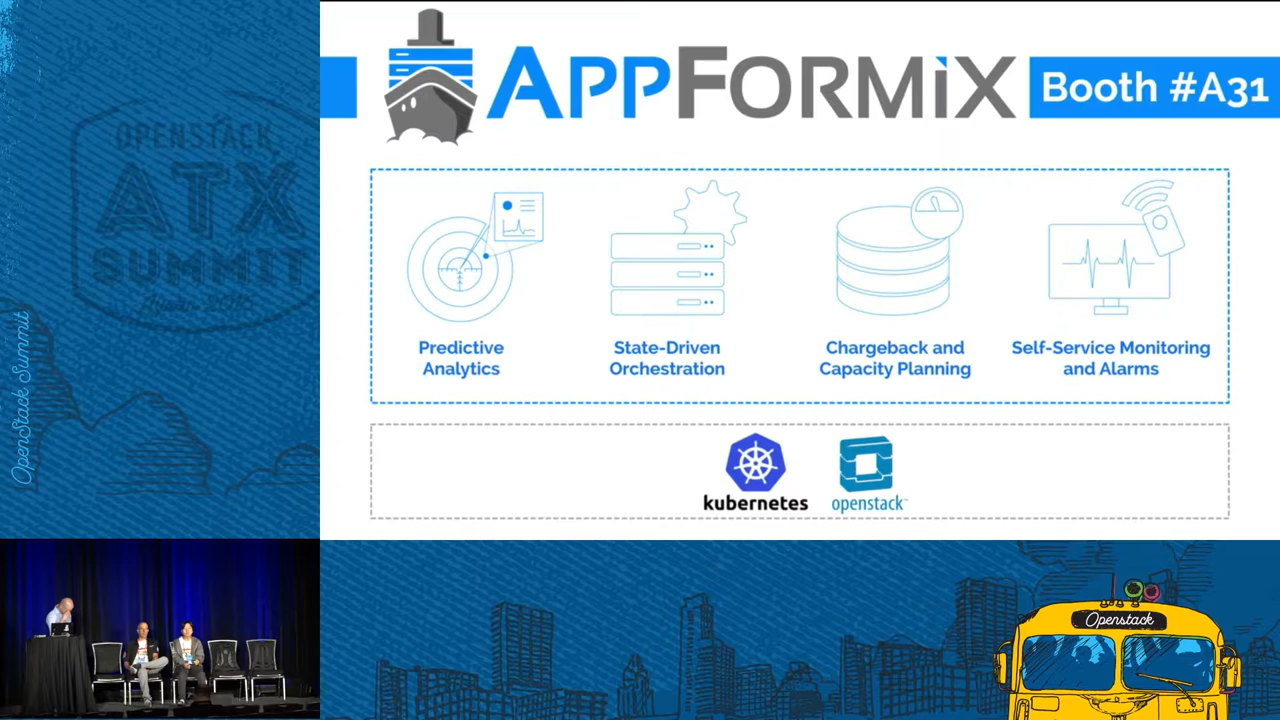 OPENSTACK
ATX
SUMMIT
OpenStack Summit
APPFORMiX
Booth #A31
Predictive
Analytics
State-Driven
Orchestration
Chargeback and
Capacity Planning
Self-Service Monitoring
and Alarms
kubernetes
openstack™
Openstack